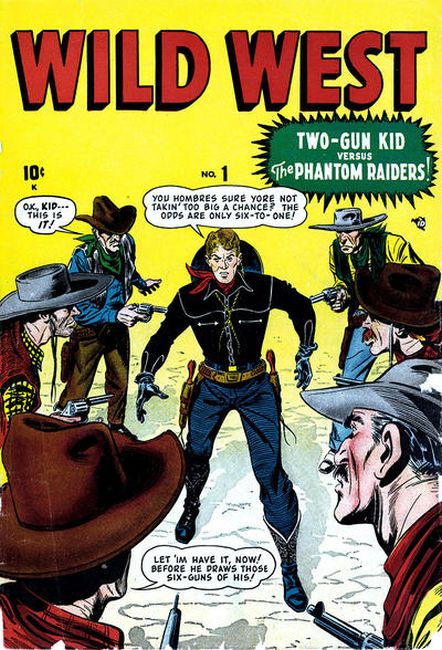 WILD WEST
TWO-GUN KID
VERSUS
The PHANTOM RAIDERS!
10¢
K
NO. 1
O.K., KID---
THIS IS
IT!
YOU HOMBRES SURE YORE NOT
TAKIN' TOO BIG A CHANCE? THE
ODDS ARE ONLY SIX-TO-ONE!
LET 'IM HAVE IT, NOW!
BEFORE HE DRAWS THOSE
SIX-GUNS OF HIS!